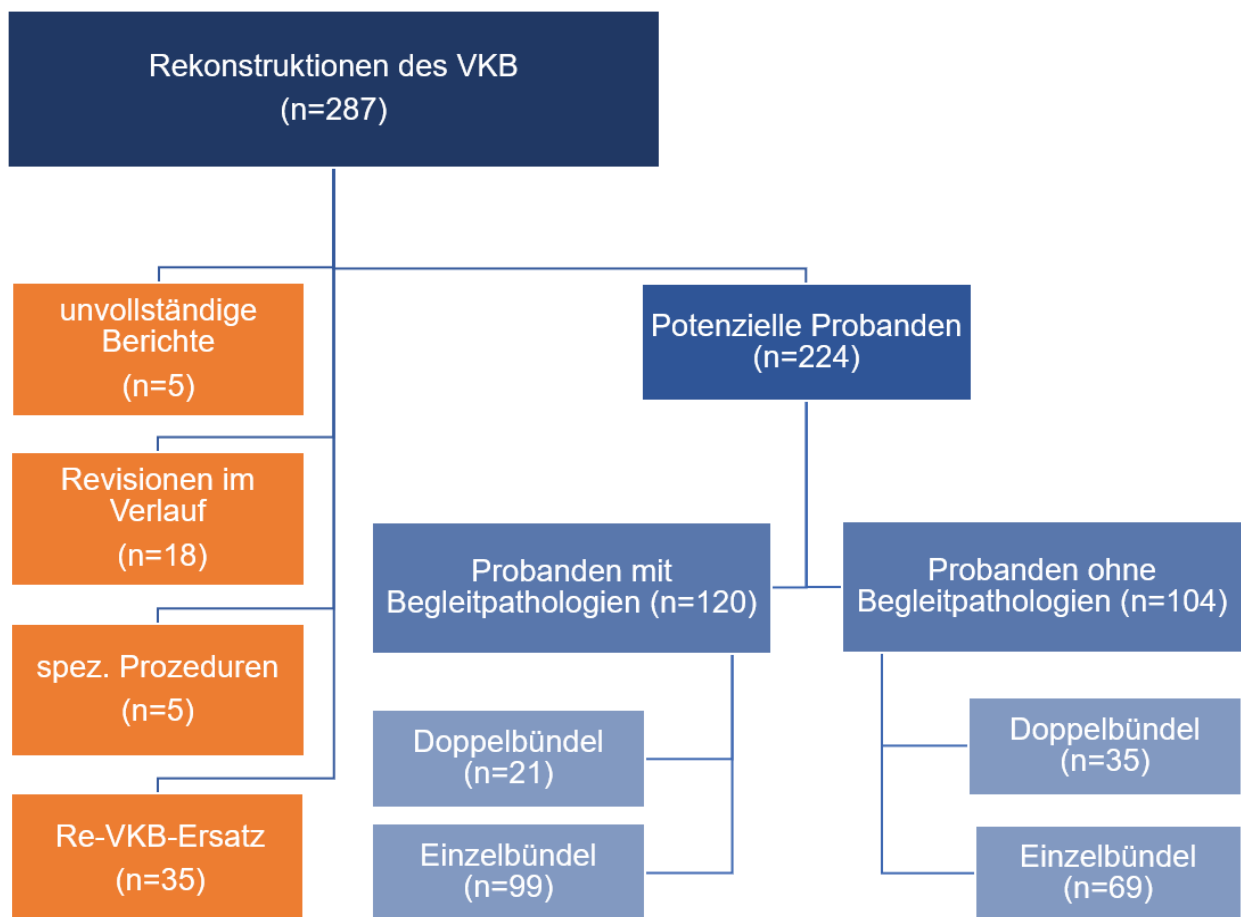 Rekonstruktionen des VKB
(n=287)
unvollständige
Berichte
(n=5)
Revisionen im
Verlauf
(n=18)
spez. Prozeduren
(n=5)
Re-VKB-Ersatz
(n=35)
Potenzielle Probanden
(n=224)
Probanden mit
Begleitpathologien (n=120)
Doppelbündel
(n=21)
Einzelbündel
(n=99)
Probanden ohne
Begleitpathologien (n=104)
Doppelbündel
(n=35)
Einzelbündel
(n=69)